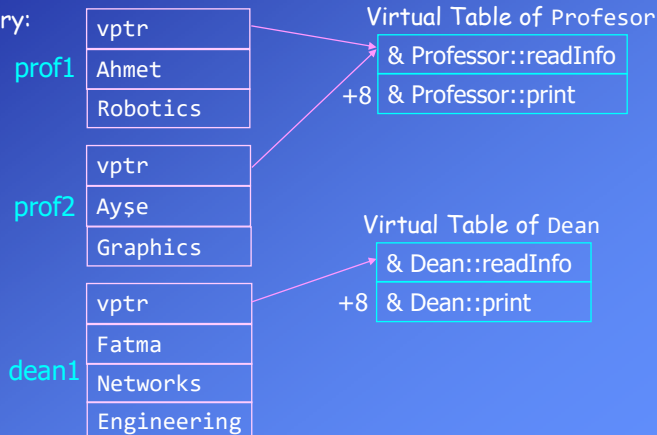 ry:
prof1
vptr
Ahmet
Robotics
prof2
vptr
Ayşe
Graphics
dean1
vptr
Fatma
Networks
Engineering
Virtual Table of Profesor
& Professor::readInfo
+8 & Professor::print
Virtual Table of Dean
& Dean::readInfo
+8 & Dean::print